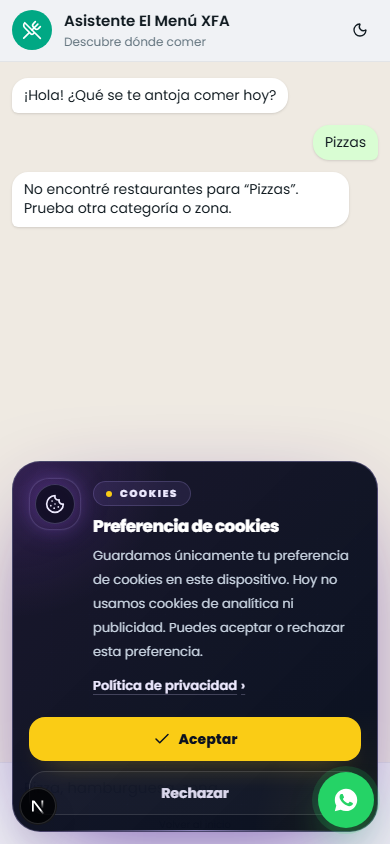 Asistente El Menú XFA
Descubre dónde comer
¡Hola! ¿Qué se te antoja comer hoy?
Pizzas
No encontré restaurantes para “Pizzas”.
Prueba otra categoría o zona.
COOKIES
Preferencia de cookies
Guardamos únicamente tu preferencia
de cookies en este dispositivo. Hoy no
usamos cookies de analítica ni
publicidad. Puedes aceptar o rechazar
esta preferencia.
Política de privacidad ›
Aceptar
Rechazar
N